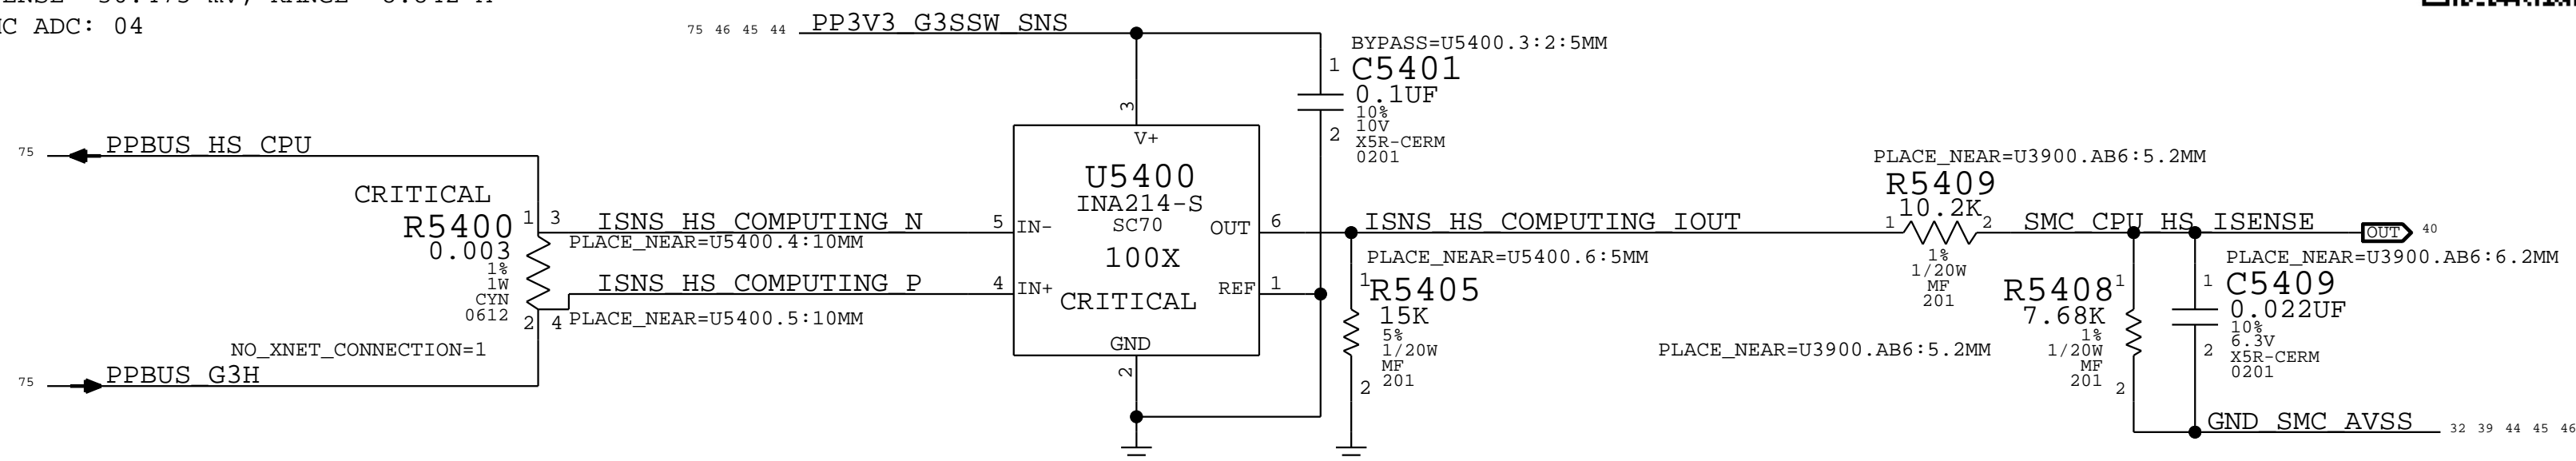 C ADC: 04
75 46 45 44 PP3V3_G3SSW_SNS
BYPASS=U5400.3:2:5MM
1
C5401
0.1UF
10%
10V
X5R-CERM
0201
2
3
V+
75 PPBUS_HS_CPU
U5400
INA214-S
SC70
100X
CRITICAL
CRITICAL
R5400
0.003
1%
1W
CYN
0612
1 3
ISNS_HS_COMPUTING_N
5 IN-
PLACE_NEAR=U5400.4:10MM
ISNS_HS_COMPUTING_P
4 IN+
2 4
PLACE_NEAR=U5400.5:10MM
NO_XNET_CONNECTION=1
75 PPBUS_G3H
OUT 6
REF 1
GND
2
ISNS_HS_COMPUTING_IOUT
PLACE_NEAR=U5400.6:5MM
1
R5405
15K
5%
1/20W
MF
201
2
PLACE_NEAR=U3900.AB6:5.2MM
R5409
10.2K
1 2
1%
1/20W
MF
201
SMC_CPU_HS_ISENSE
OUT 40
PLACE_NEAR=U3900.AB6:6.2MM
R5408
1
7.68K
1%
1/20W
MF
201
2
PLACE_NEAR=U3900.AB6:5.2MM
1
C5409
0.022UF
10%
6.3V
X5R-CERM
0201
2
GND_SMC_AVSS 32 39 44 45 46